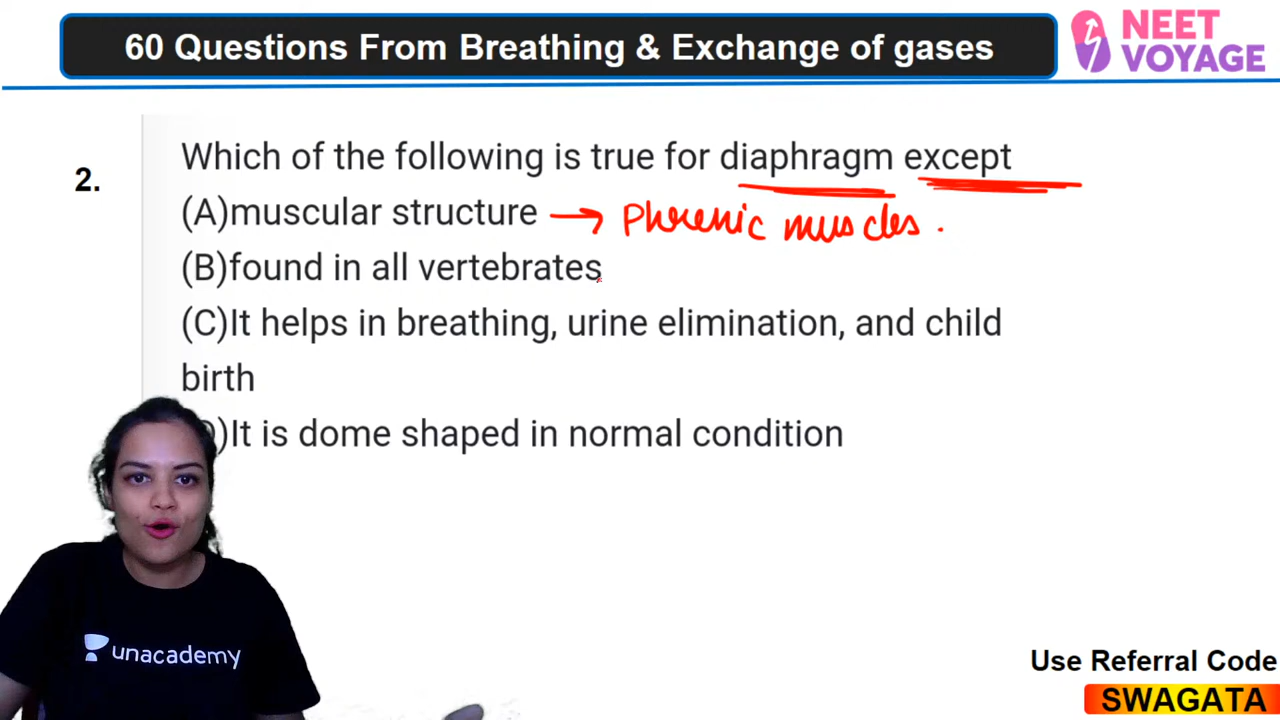 60 Questions From Breathing & Exchange of gases
NEET
VOYAGE
2.
Which of the following is true for diaphragm except
(A)muscular structure → Phrenic muscles.
(B)found in all vertebrates
(C)It helps in breathing, urine elimination, and child
birth
)It is dome shaped in normal condition
unacademy
Use Referral Code
SWAGATA